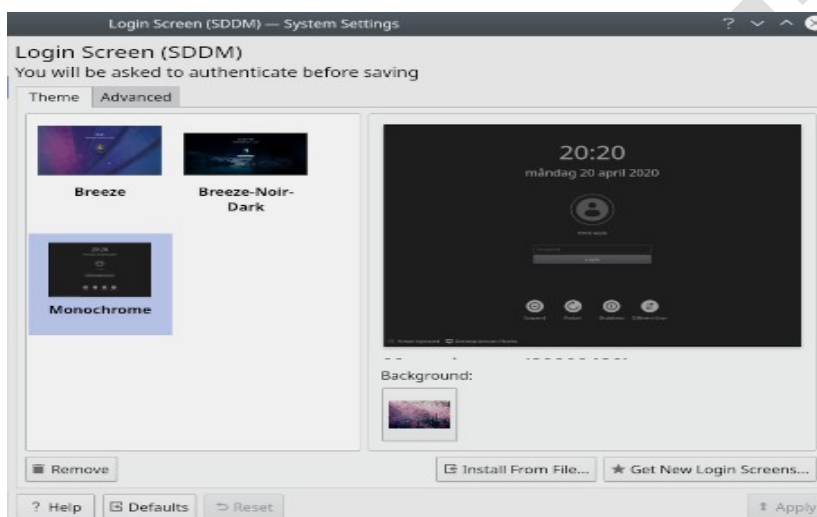 Login Screen (SDDM) — System Settings
Login Screen (SDDM)
You will be asked to authenticate before saving
Theme
Advanced
Breeze
Breeze-Noir-
Dark
Monochrome
20:20
måndag 20 april 2020
Background:
Remove
Install From File...
Get New Login Screens...
? Help
Defaults
Reset
Apply